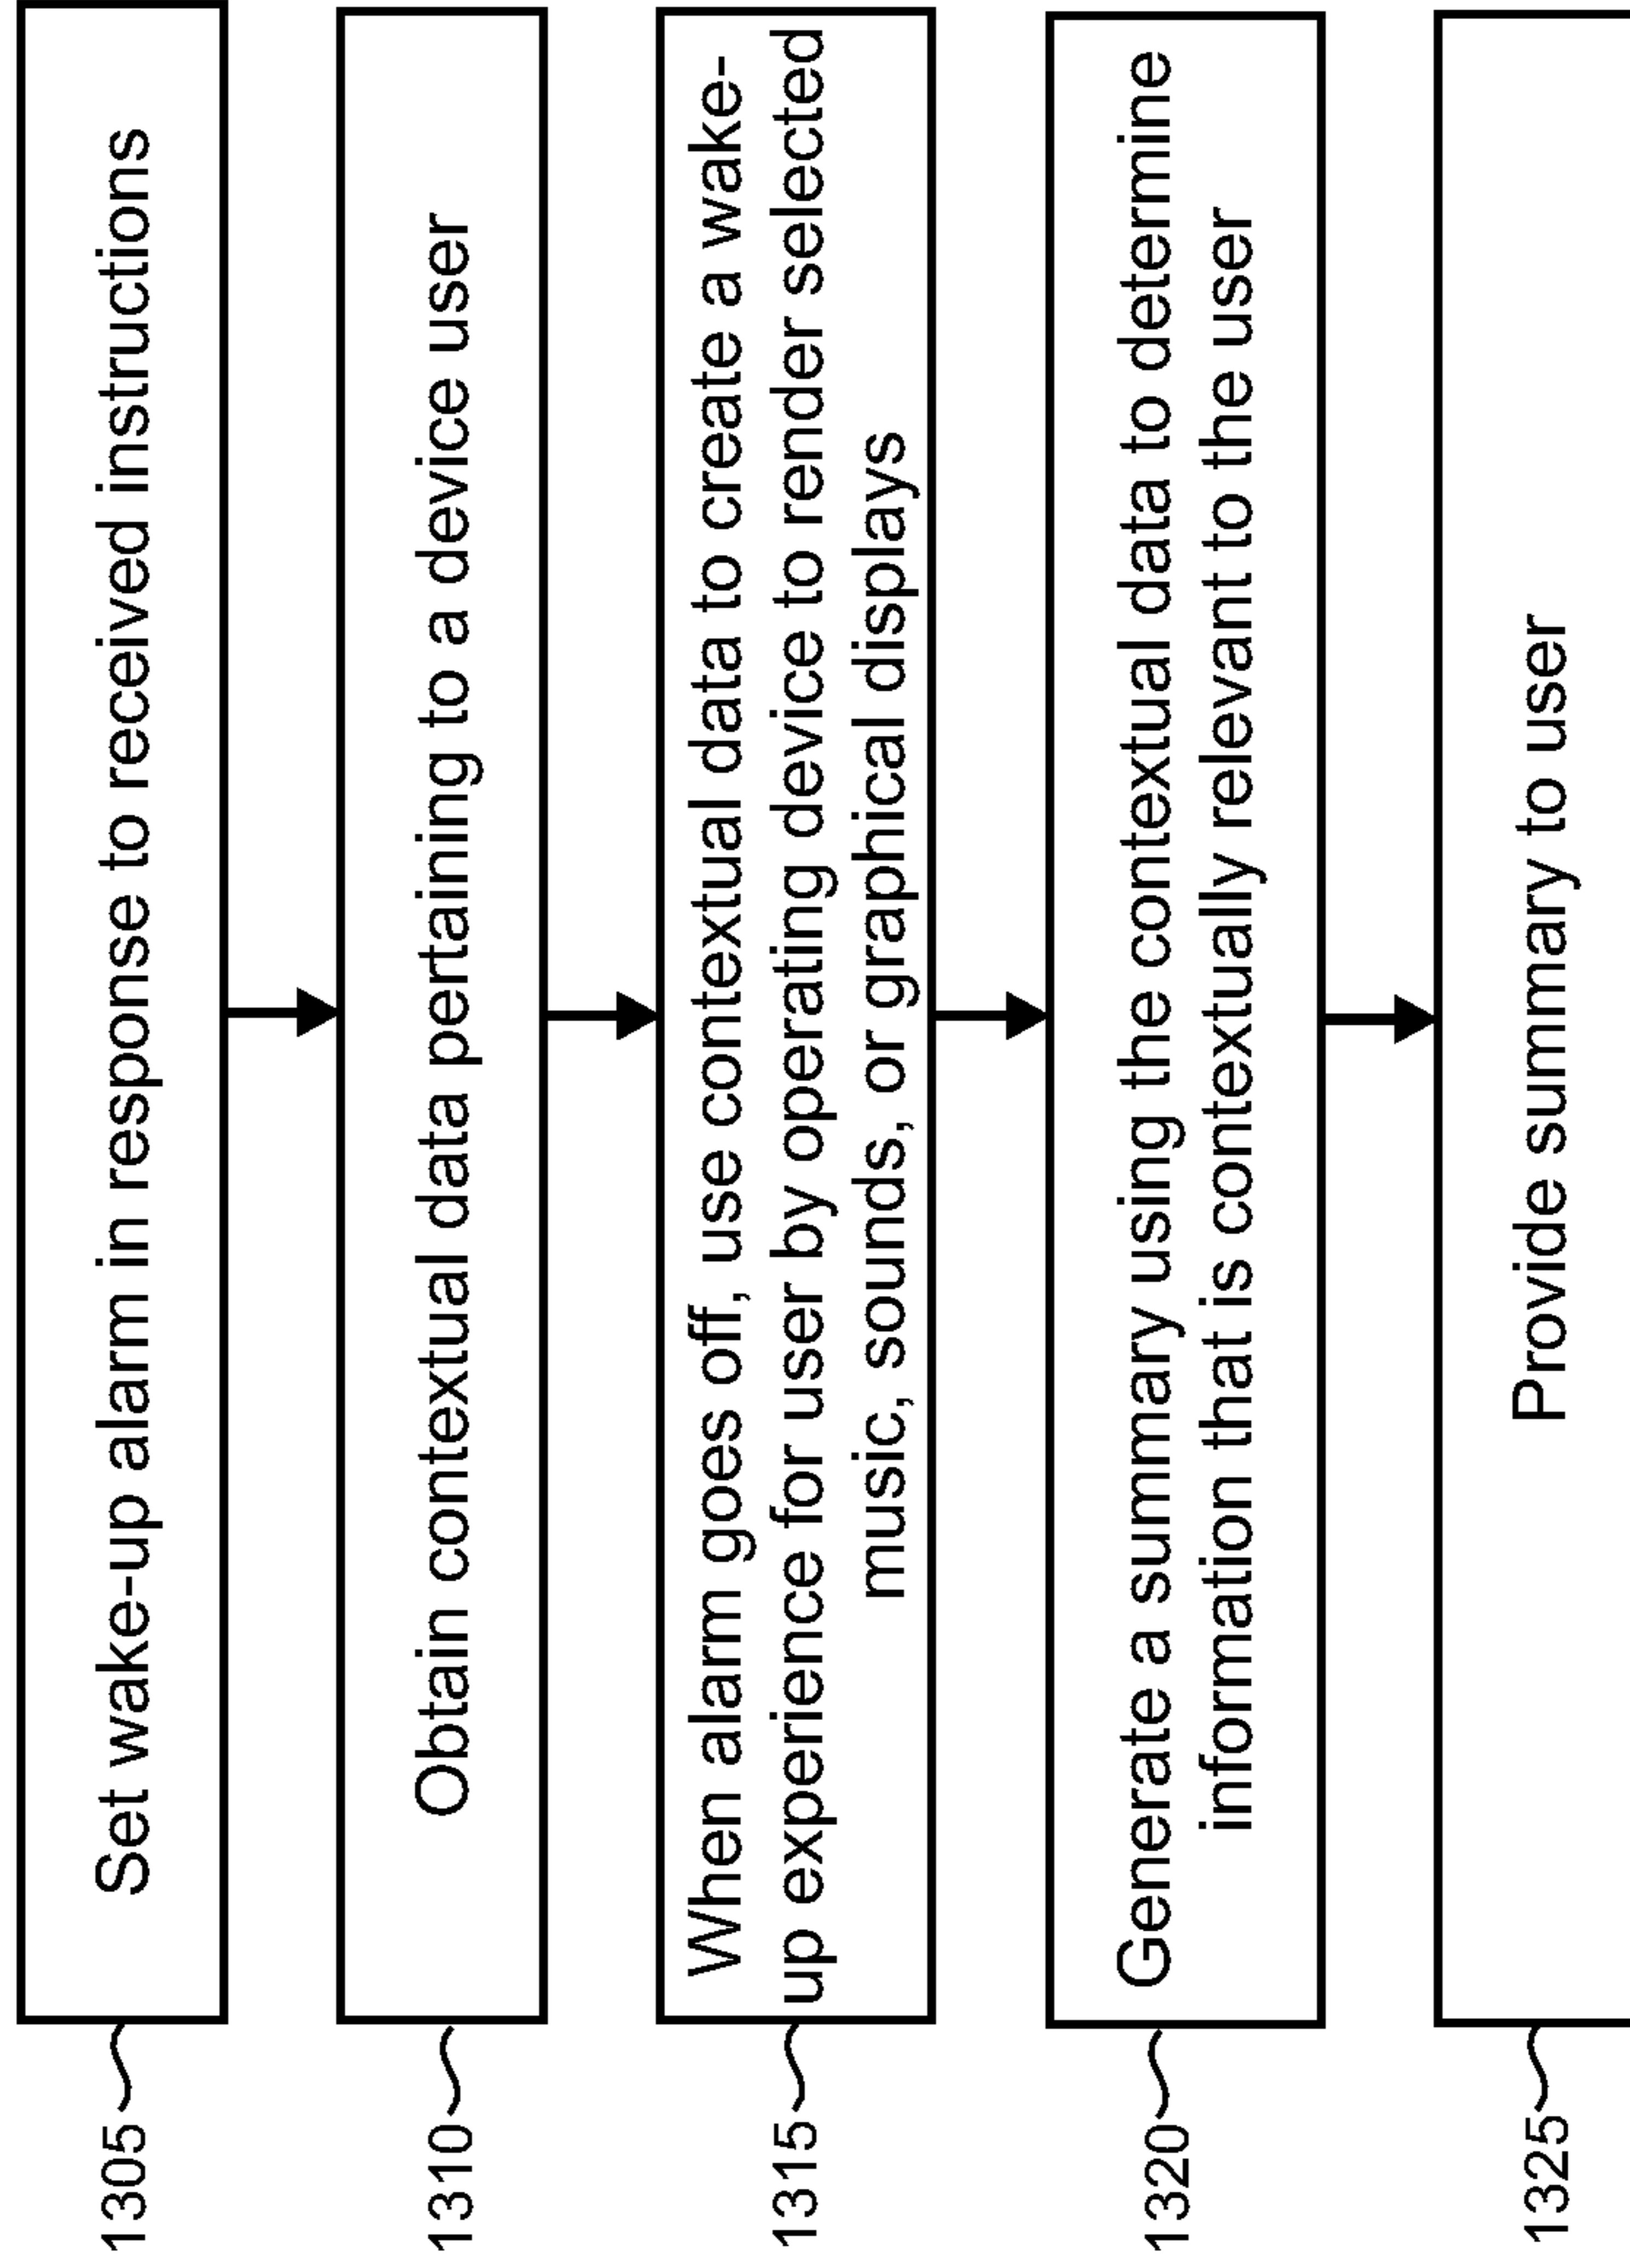 1305
Set wake-up alarm in response to received instructions
1310
Obtain contextual data pertaining to a device user
1315
When alarm goes off, use contextual data to create a wake-
up experience for user by operating device to render selected
music, sounds, or graphical displays
1320
Generate a summary using the contextual data to determine
information that is contextually relevant to the user
1325
Provide summary to user